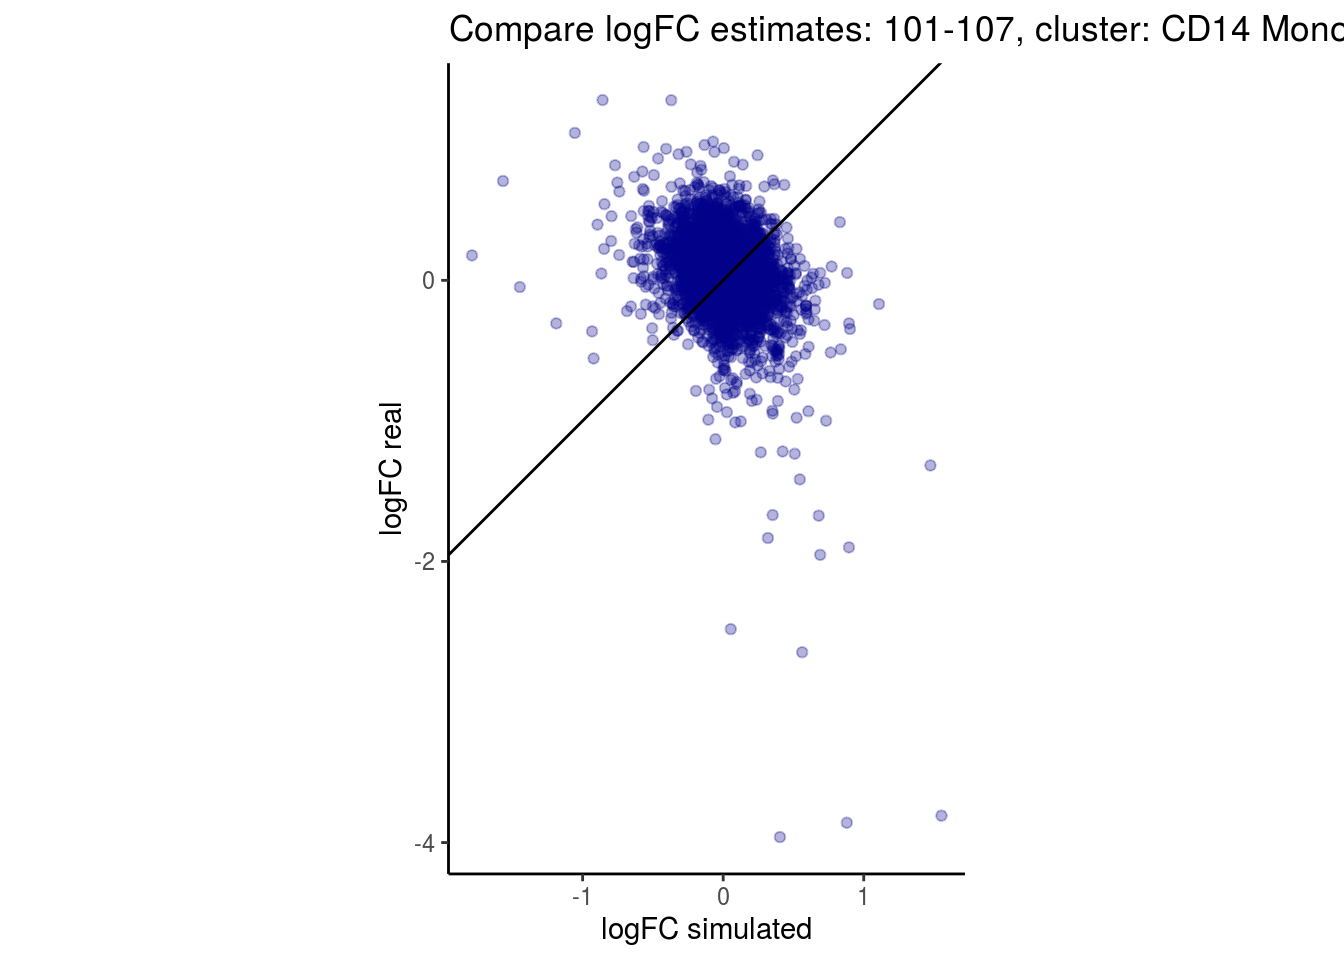 Compare logFC estimates: 101-107, cluster: CD14 Mono
logFC real
0
-2
-4
-1 0 1
logFC simulated